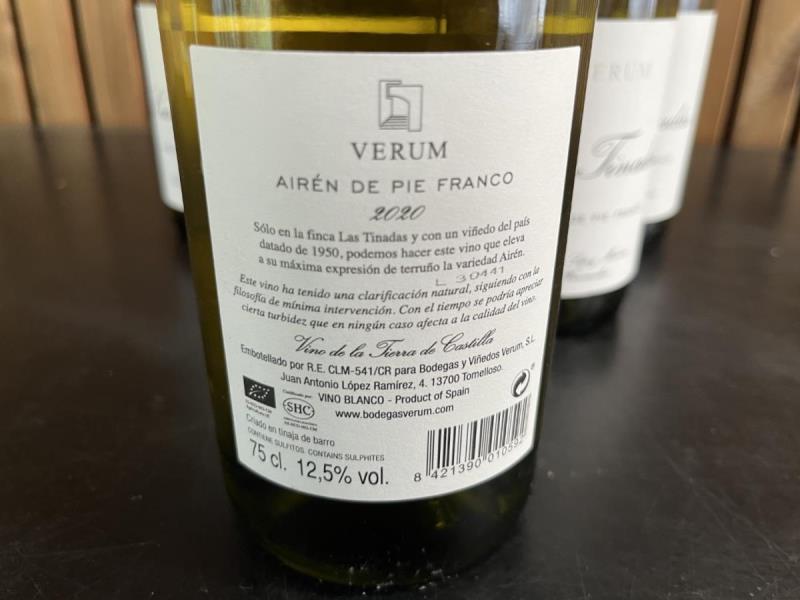 VERUM
AIRÉN DE PIE FRANCO
2020
Sólo en la finca Las Tinadas y con un viñedo del país
datado de 1950, podemos hacer este vino que eleva
a su máxima expresión de terruño la variedad Airén.
L 30441
Este vino ha tenido una clarificación natural, siguiendo con la
filosofía de mínima intervención. Con el tiempo se podría apreciar
cierta turbidez que en ningún caso afecta a la calidad del vino.
Vino de la Tierra de Castilla
Embotellado por R.E. CLM-541/CR para Bodegas y Viñedos Verum, S.L.
Juan Antonio López Ramírez, 4. 13700 Tomelloso.
VINO BLANCO - Product of Spain
www.bodegasverum.com
SHC
Criado en tinaja de barro
CONTIENE SULFITOS. CONTAINS SULPHITES
75 cl. 12,5% vol.
8 421390 010592
ERUM
PIE FRANCO